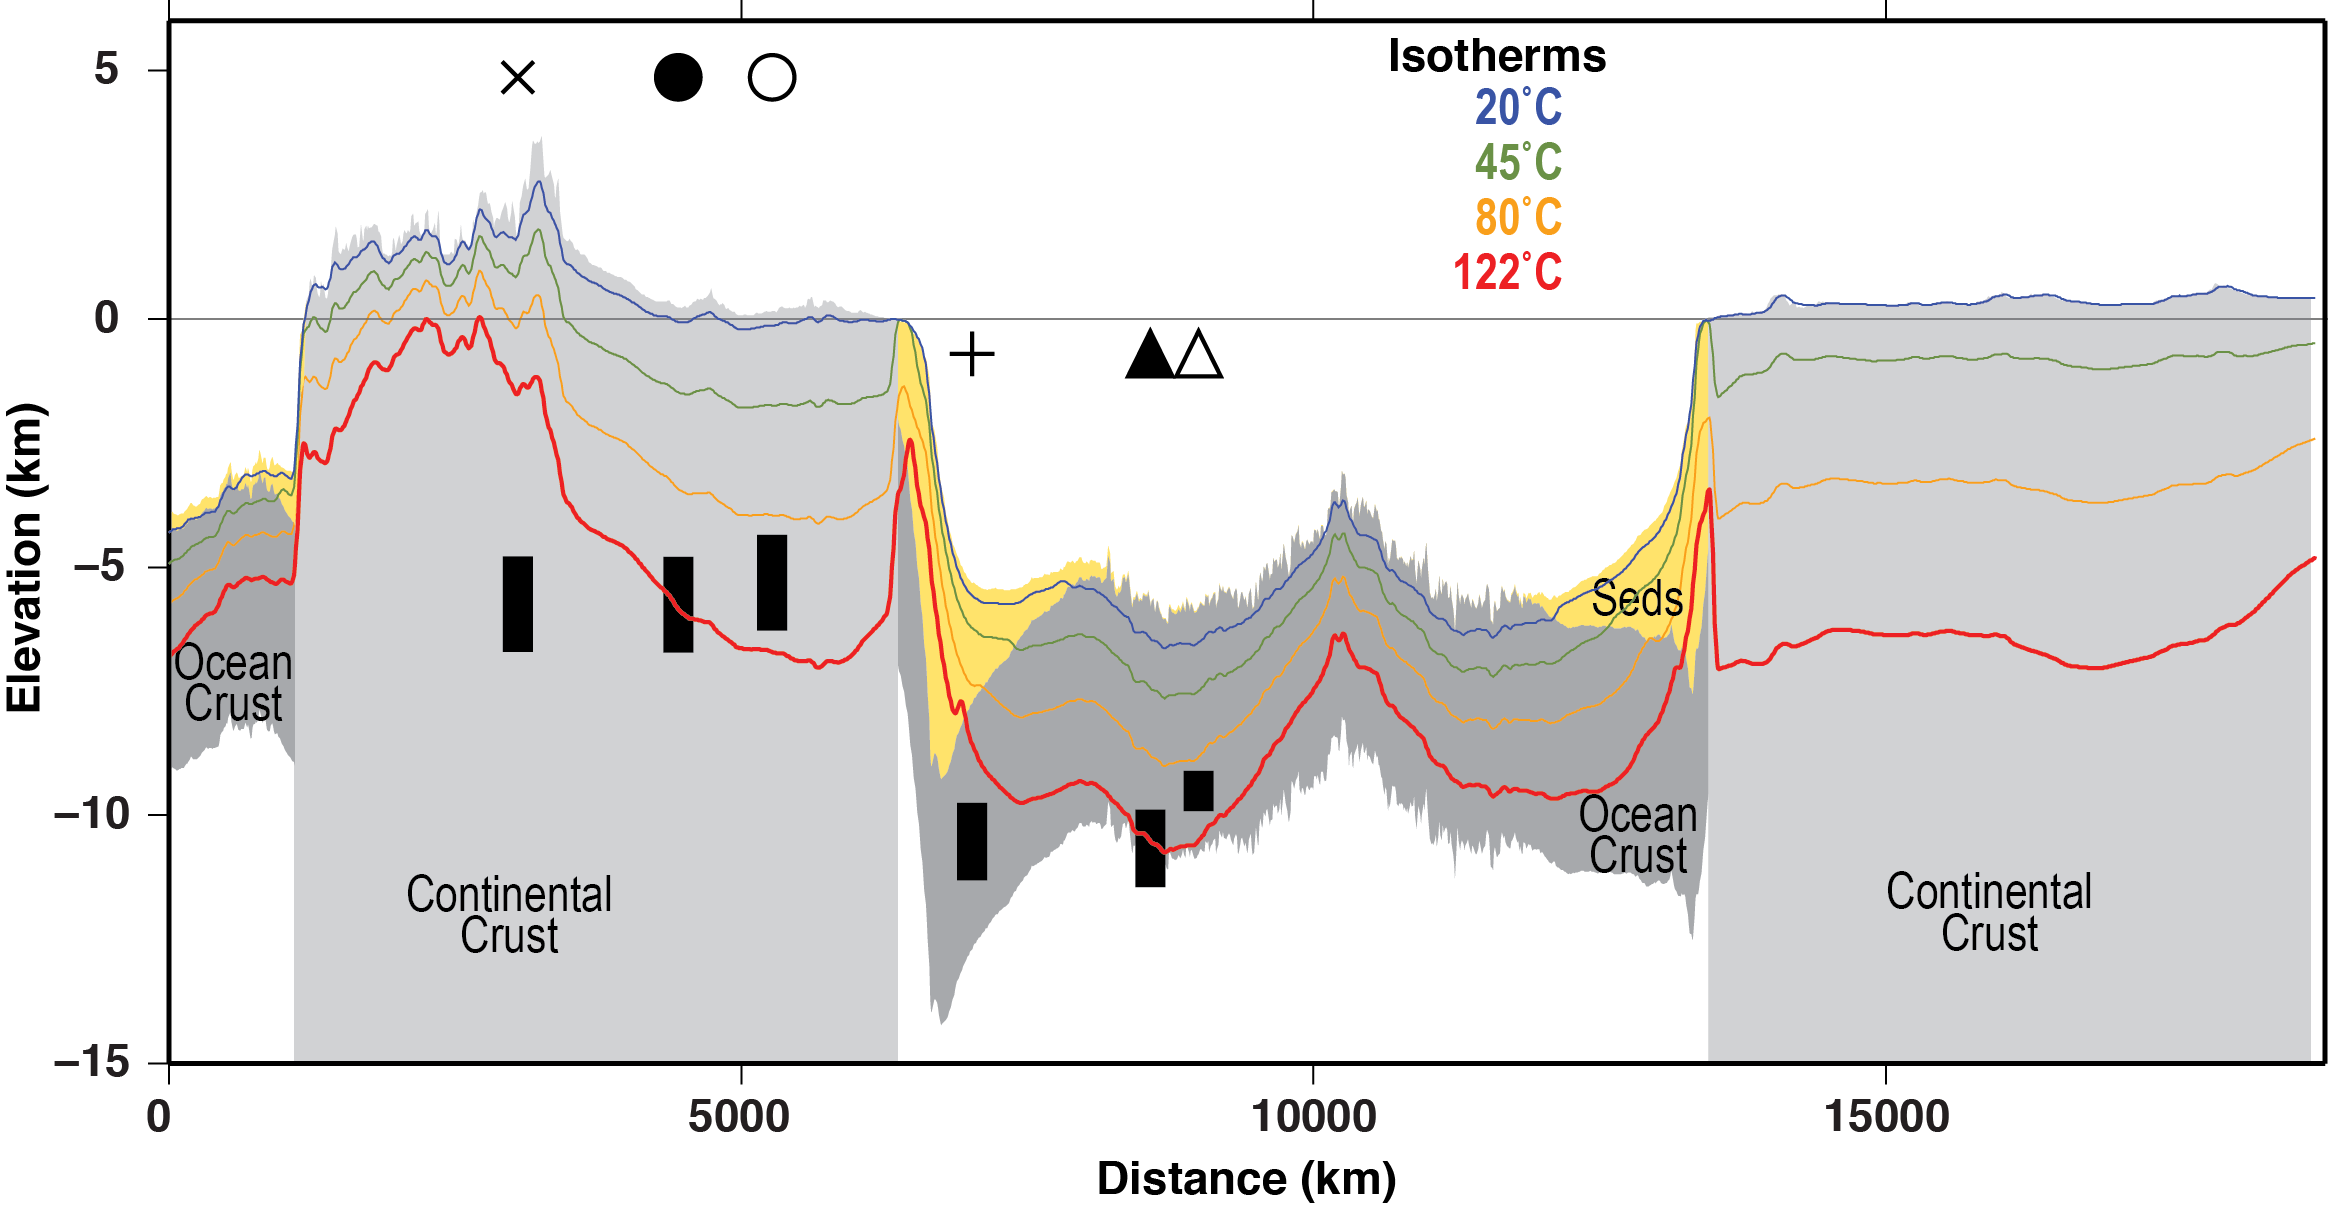 Isotherms
20°C
45°C
80°C
122°C
5
0
−5
−10
−15
Elevation (km)
Seds
Ocean
Crust
Continental
Crust
Ocean
Crust
Continental
Crust
0
5000
10000
15000
Distance (km)